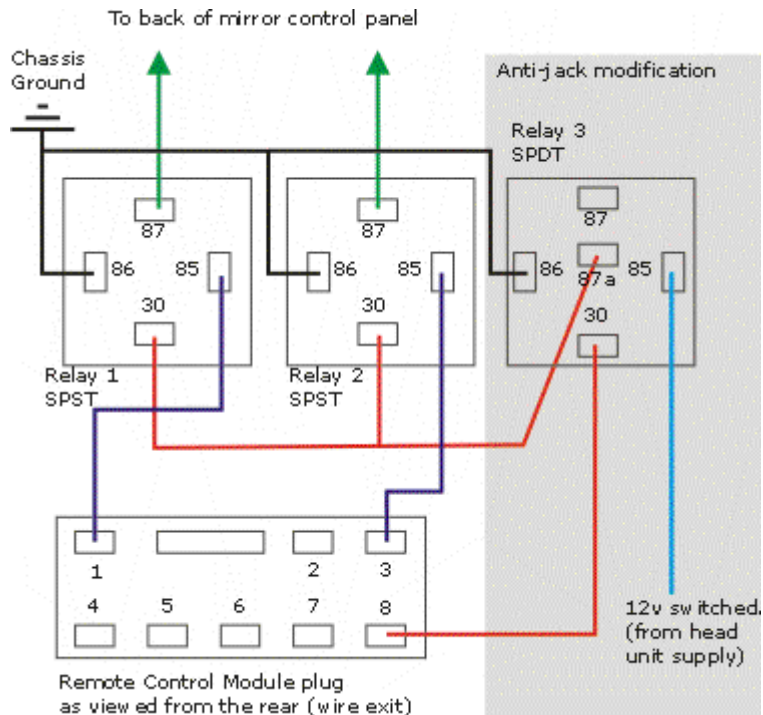 To back of mirror control panel
Chassis
Ground
Anti-jack modification
Relay 3
SPDT
87
87
87
86
85
86
85
86
87a
85
30
30
30
Relay 1
SPST
Relay 2
SPST
1
2
3
4
5
6
7
8
12v switched.
(from head
unit supply)
Remote Control Module plug
as viewed from the rear (wire exit)